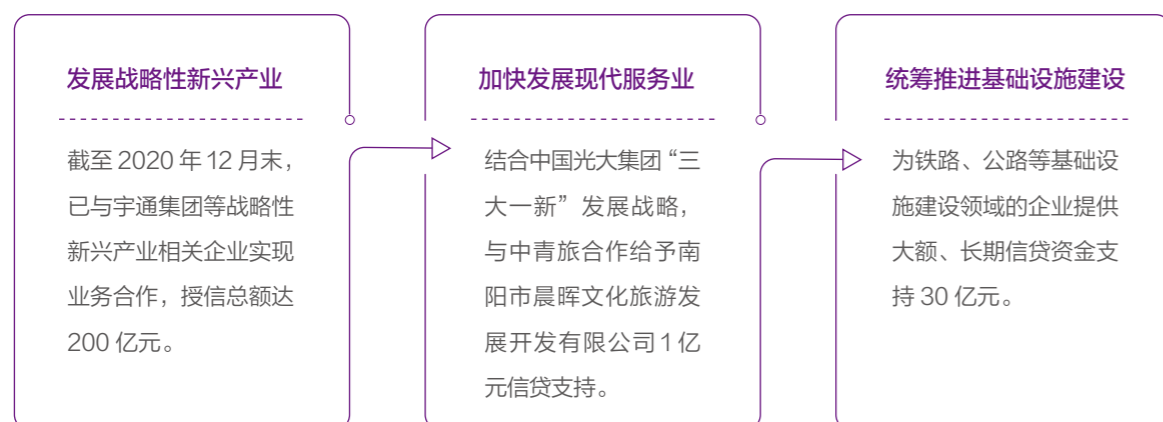 发展战略性新兴产业
截至 2020 年 12 月末，
已与宇通集团等战略性
新兴产业相关企业实现
业务合作，授信总额达
200 亿元。
加快发展现代服务业
结合中国光大集团“三
大一新”发展战略，
与中青旅合作给予南
阳市晨晖文化旅游发
展开发有限公司 1 亿
元信贷支持。
统筹推进基础设施建设
为铁路、公路等基础设
施建设领域的企业提供
大额、长期信贷资金支
持 30 亿元。